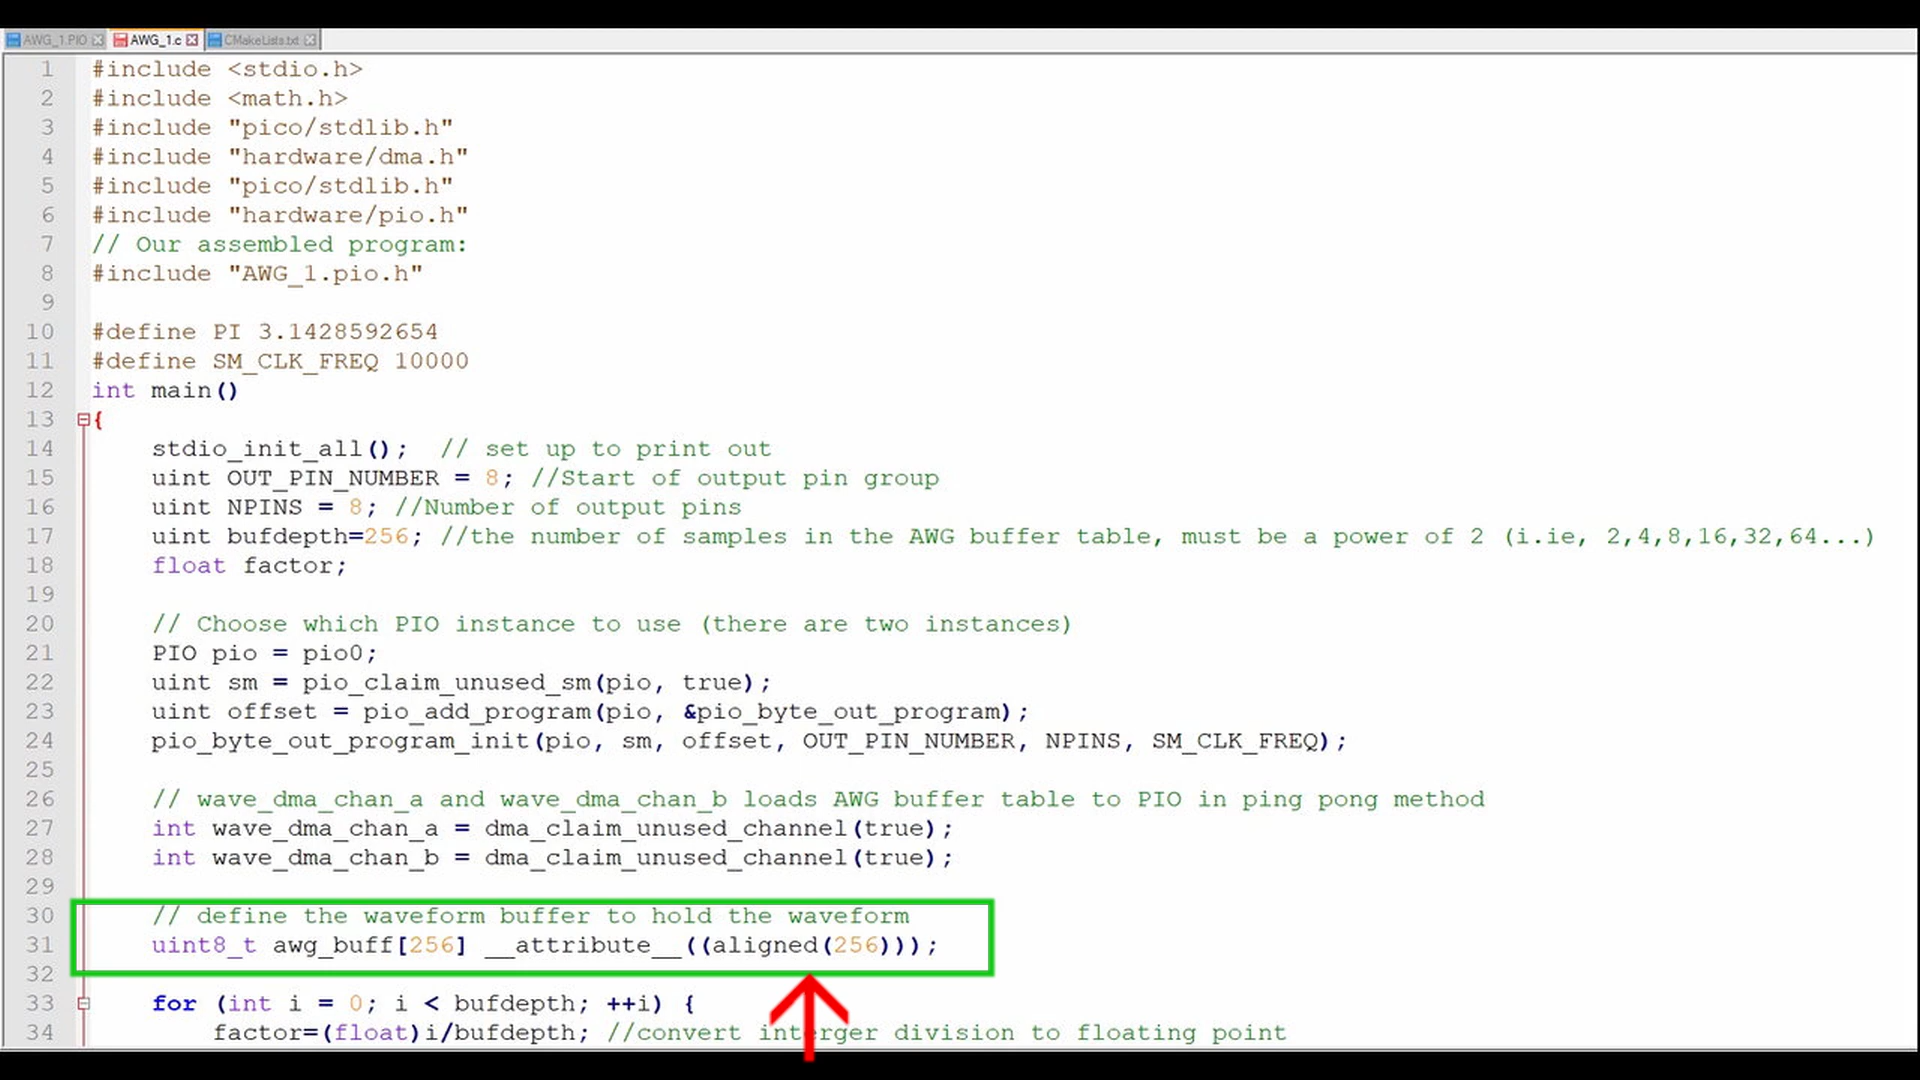 AWG_1.PIO AWG_1.c CMakeLists.txt
1 #include <stdio.h>
2 #include <math.h>
3 #include "pico/stdlib.h"
4 #include "hardware/dma.h"
5 #include "pico/stdlib.h"
6 #include "hardware/pio.h"
7 // Our assembled program:
8 #include "AWG_1.pio.h"
9
10 #define PI 3.1428592654
11 #define SM_CLK_FREQ 10000
12 int main()
13 {
14 stdio_init_all(); // set up to print out
15 uint OUT_PIN_NUMBER = 8; //Start of output pin group
16 uint NPINS = 8; //Number of output pins
17 uint bufdepth=256; //the number of samples in the AWG buffer table, must be a power of 2 (i.ie, 2,4,8,16,32,64...)
18 float factor;
19
20 // Choose which PIO instance to use (there are two instances)
21 PIO pio = pio0;
22 uint sm = pio_claim_unused_sm(pio, true);
23 uint offset = pio_add_program(pio, &pio_byte_out_program);
24 pio_byte_out_program_init(pio, sm, offset, OUT_PIN_NUMBER, NPINS, SM_CLK_FREQ);
25
26 // wave_dma_chan_a and wave_dma_chan_b loads AWG buffer table to PIO in ping pong method
27 int wave_dma_chan_a = dma_claim_unused_channel(true);
28 int wave_dma_chan_b = dma_claim_unused_channel(true);
29
30 // define the waveform buffer to hold the waveform
31 uint8_t awg_buff[256] __attribute__((aligned(256)));
32
33 for (int i = 0; i < bufdepth; ++i) {
34 factor=(float)i/bufdepth; //convert interger division to floating point